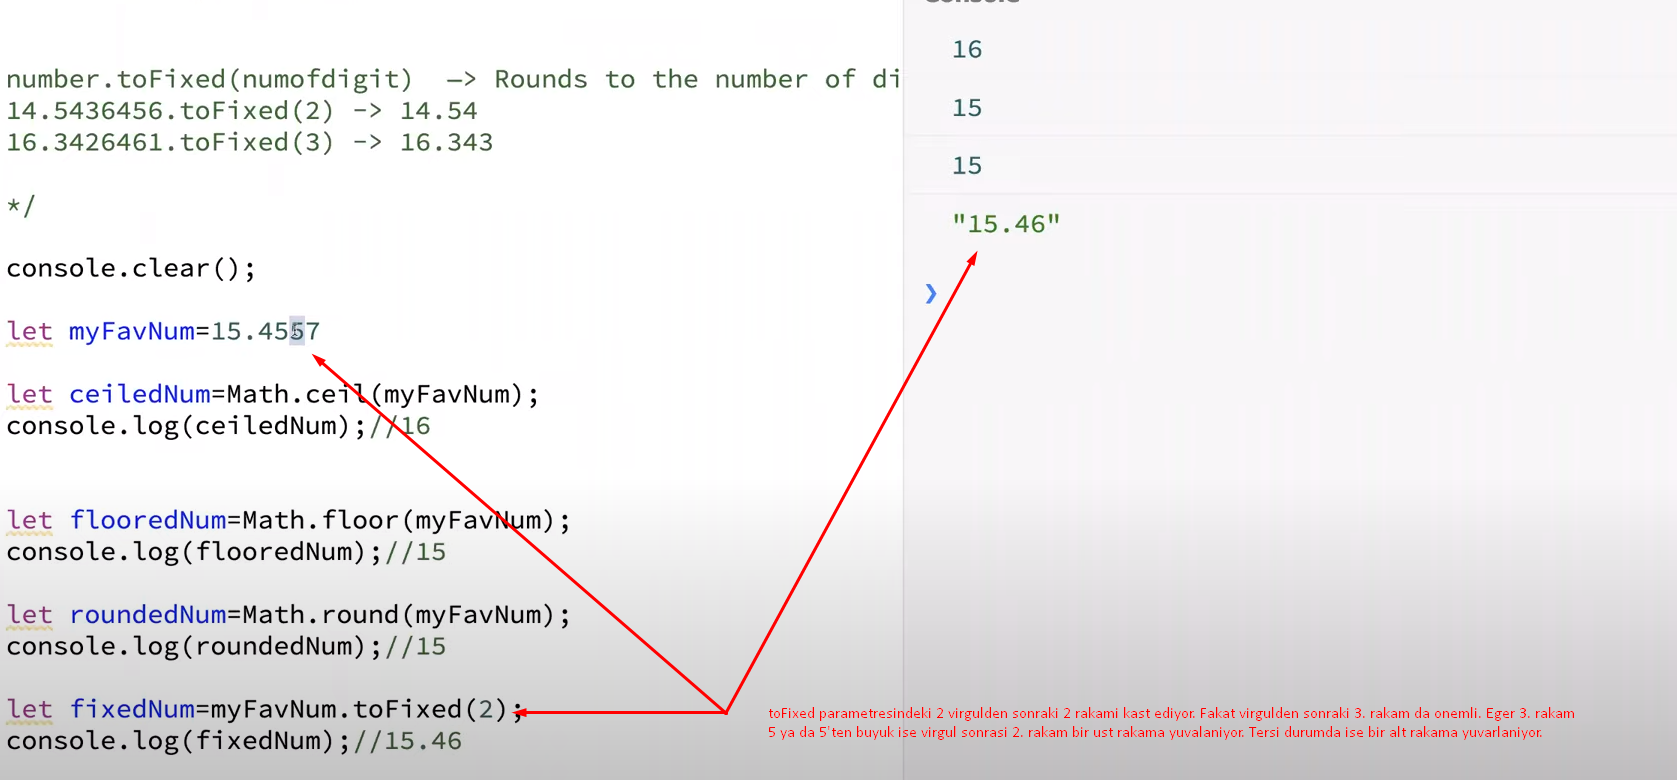 Console
number.toFixed(numofdigit) —> Rounds to the number of di
14.5436456.toFixed(2) -> 14.54
16.3426461.toFixed(3) -> 16.343
*/
console.clear();
let myFavNum=15.4557
let ceiledNum=Math.ceil(myFavNum);
console.log(ceiledNum);//16
let flooredNum=Math.floor(myFavNum);
console.log(flooredNum);//15
let roundedNum=Math.round(myFavNum);
console.log(roundedNum);//15
let fixedNum=myFavNum.toFixed(2);
console.log(fixedNum);//15.46
16
15
15
"15.46"
❯
toFixed parametresindeki 2 virgulden sonraki 2 rakami kast ediyor. Fakat virgulden sonraki 3. rakam da onemli. Eger 3. rakam
5 ya da 5'ten buyuk ise virgul sonrasi 2. rakam bir ust rakama yuvalaniyor. Tersi durumda ise bir alt rakama yuvarlaniyor.